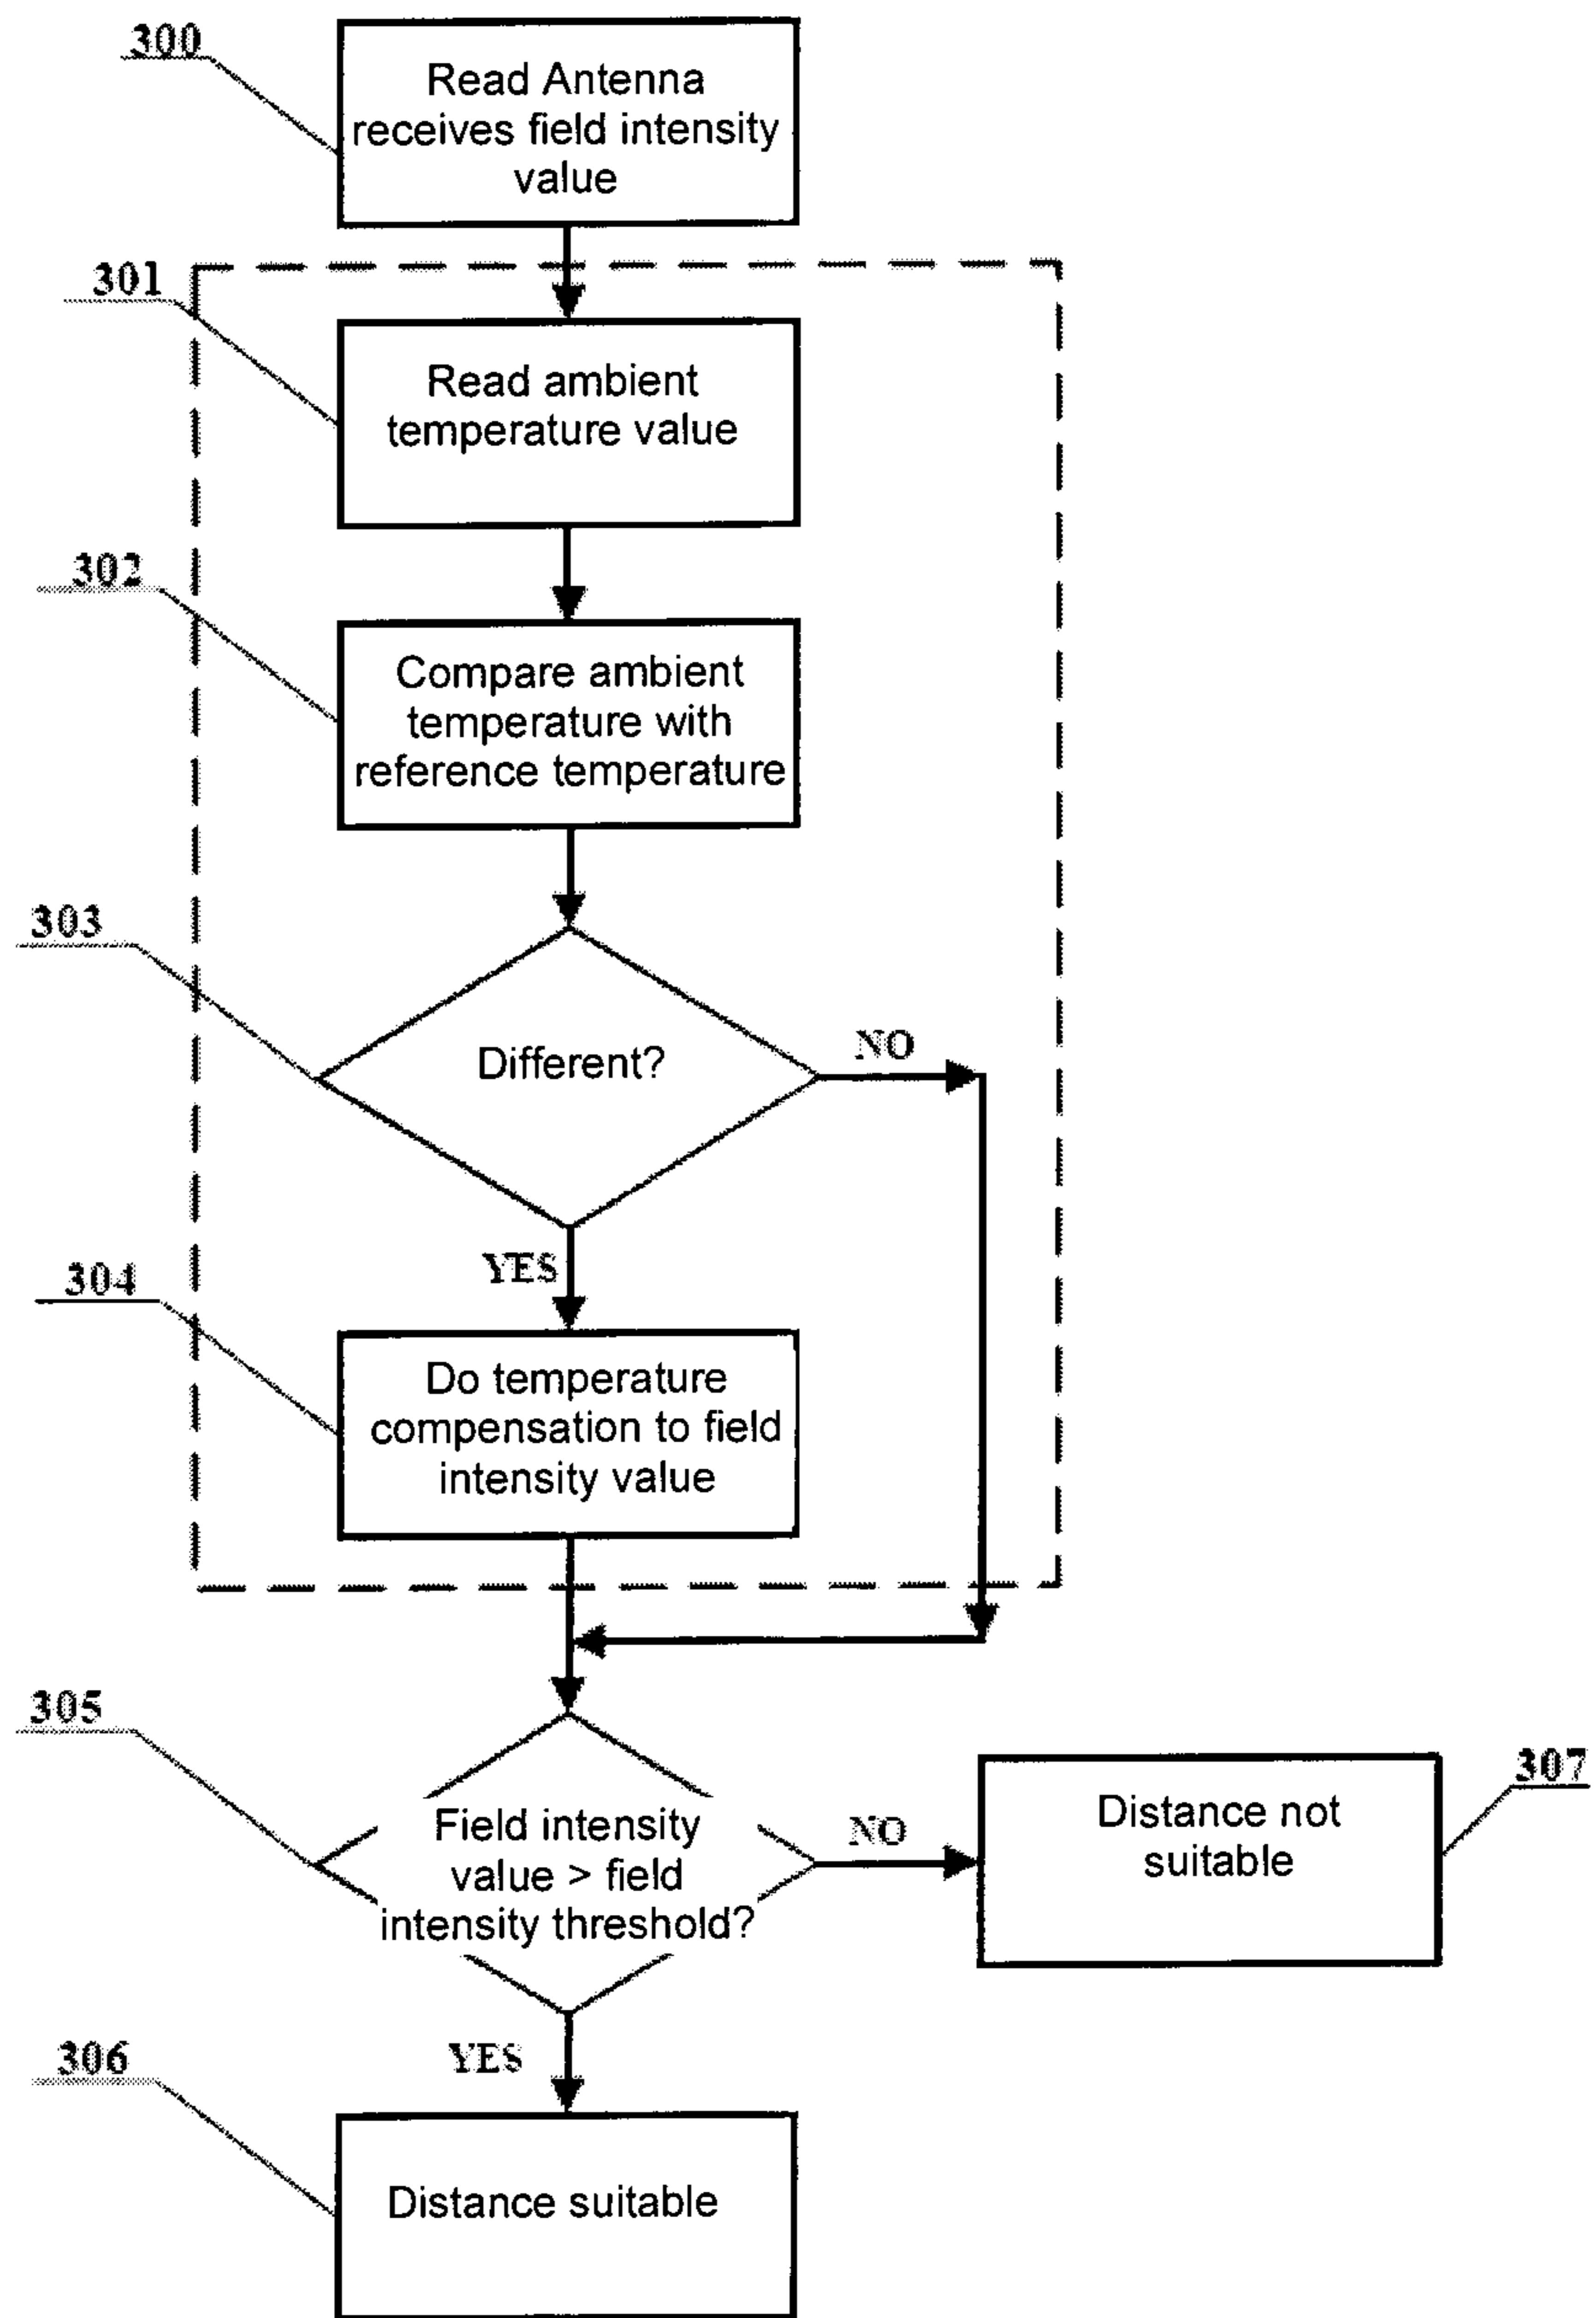 300
Read Antenna
receives field intensity
value
301
Read ambient
temperature value
302
Compare ambient
temperature with
reference temperature
303
Different?
NO
YES
304
Do temperature
compensation to field
intensity value
305
Field intensity
value > field
intensity threshold?
NO
307
Distance not
suitable
YES
306
Distance suitable